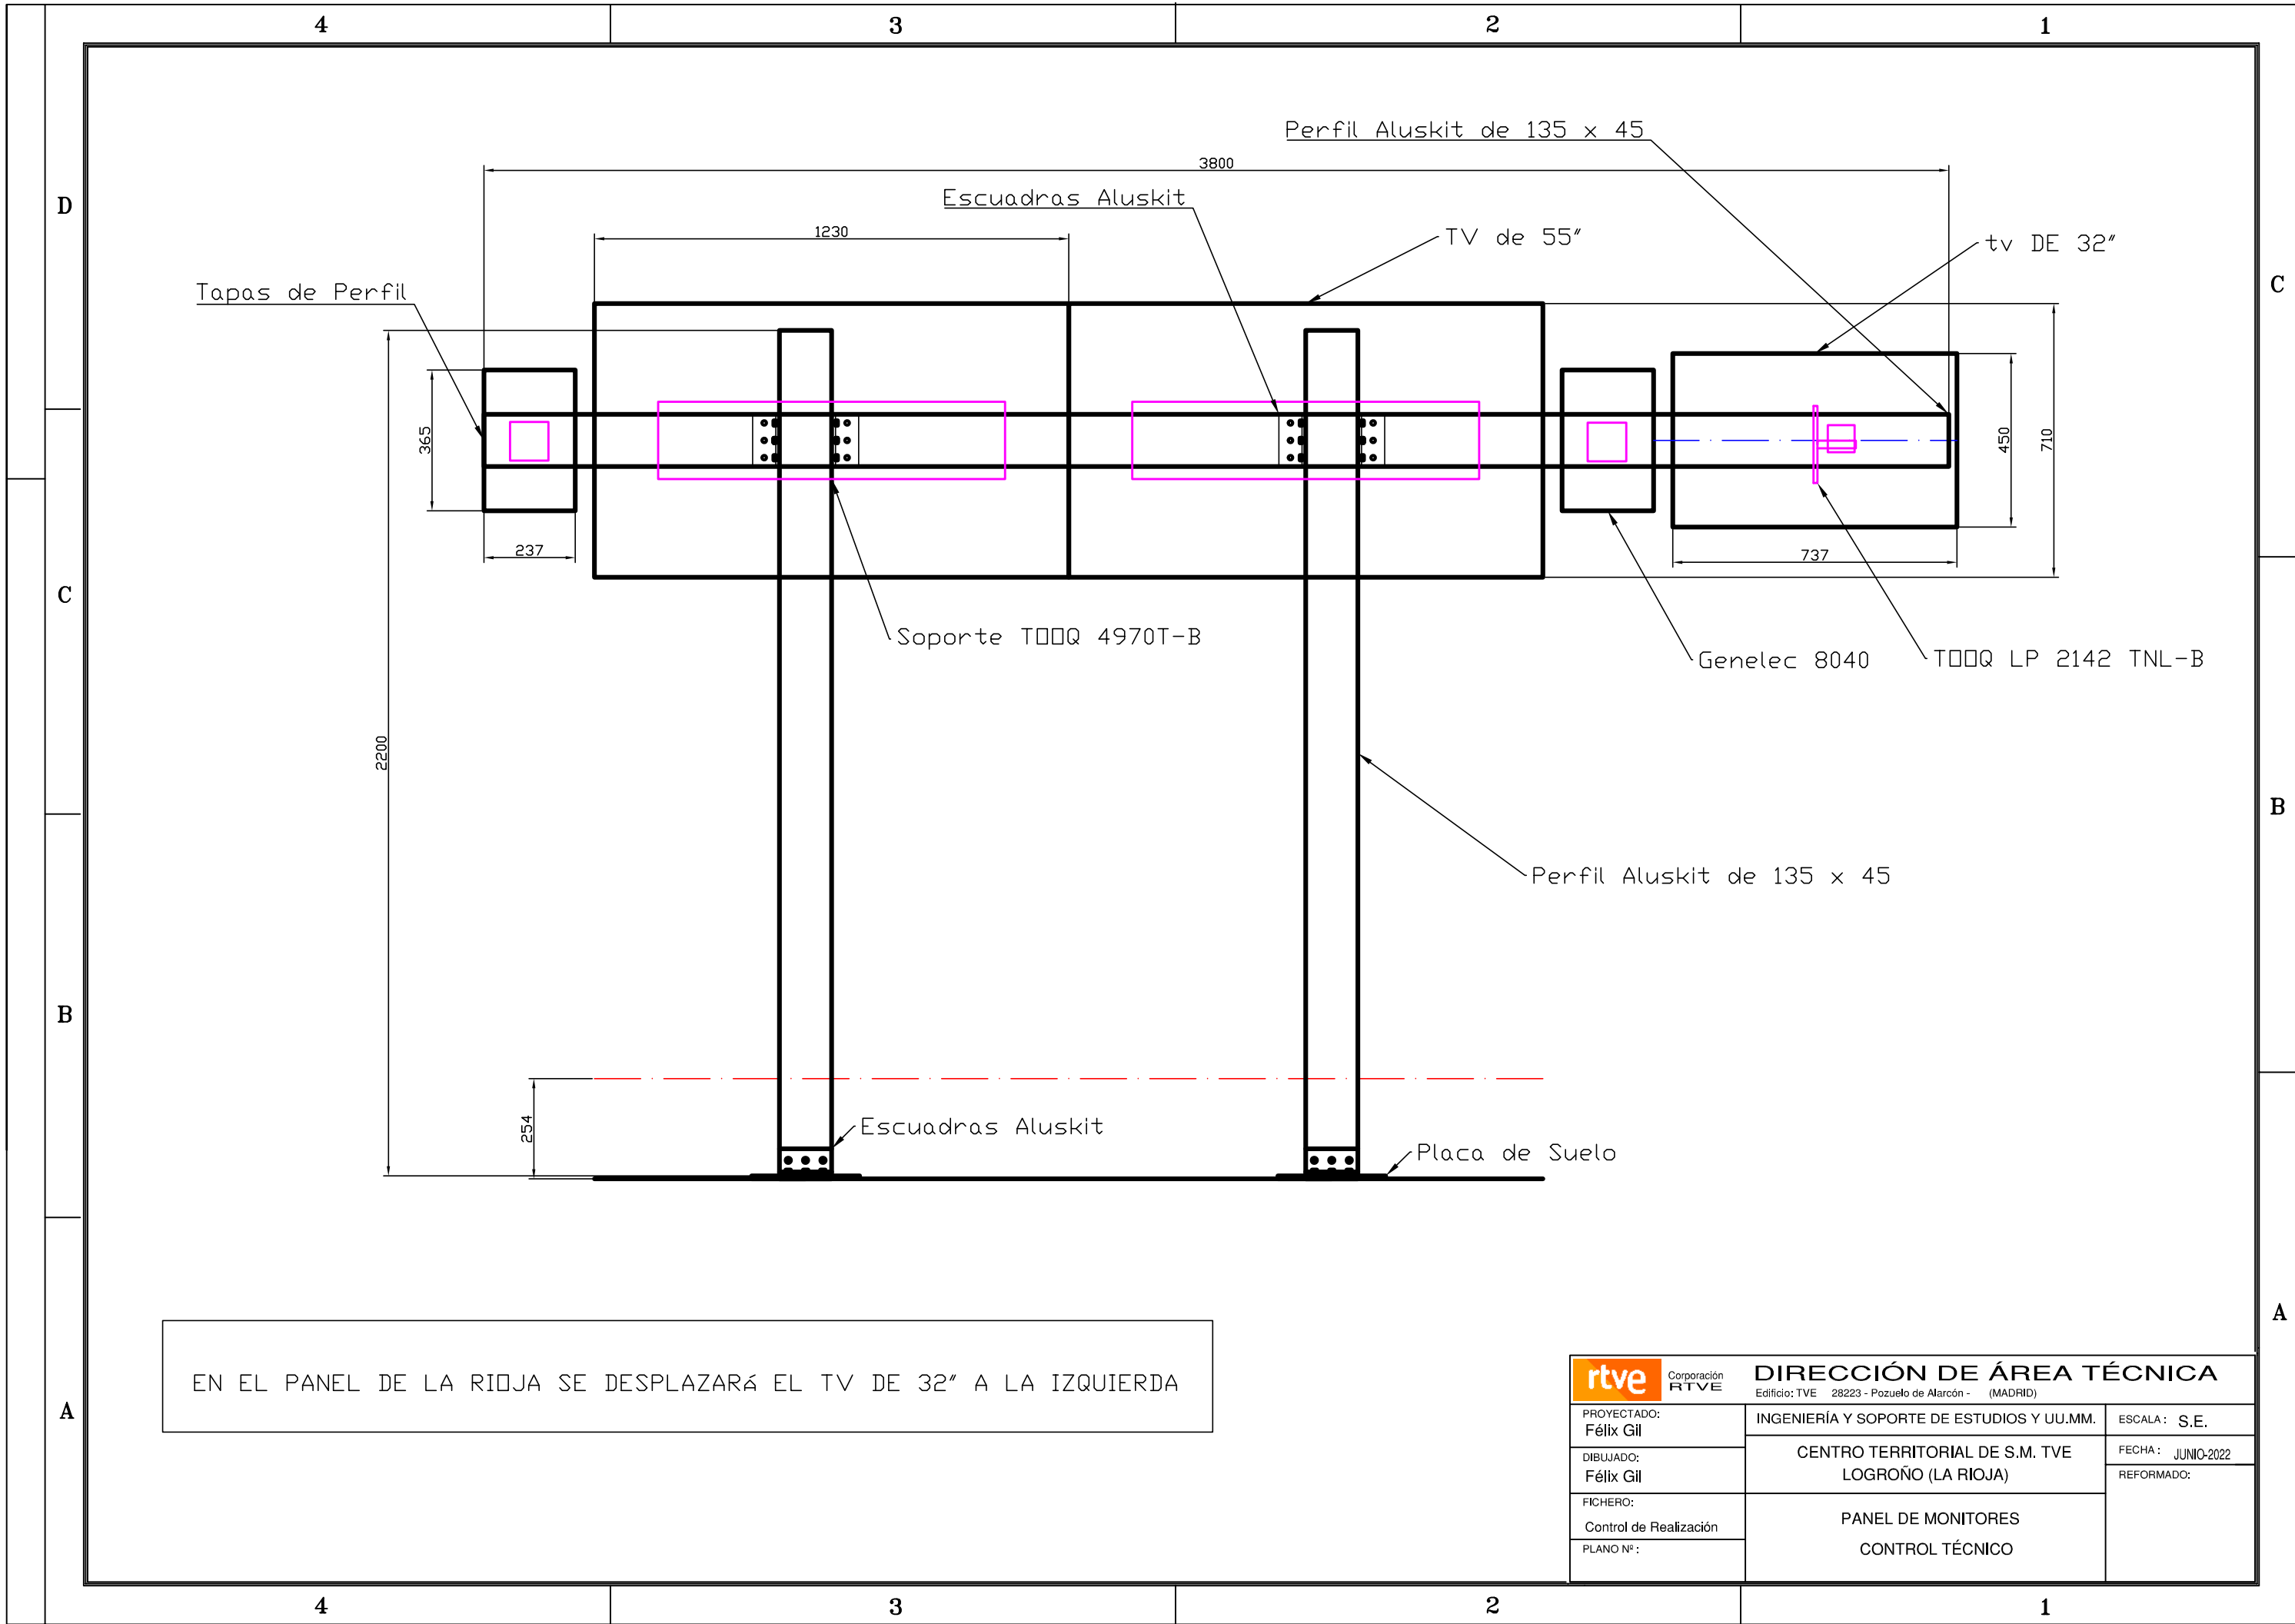 4 3 2 1
Perfil Aluskit de 135 x 45
3800
D
Escuadras Aluskit
1230
TV de 55"
tv DE 32"
C
Tapas de Perfil
365
450
710
237
737
C
Soporte TOOQ 4970T-B
Genelec 8040
TOOQ LP 2142 TNL-B
2200
B
Perfil Aluskit de 135 x 45
B
254
Escuadras Aluskit
Placa de Suelo
A
EN EL PANEL DE LA RIOJA SE DESPLAZARá EL TV DE 32" A LA IZQUIERDA
A
rtve
Corporación
RTVE
DIRECCIÓN DE ÁREA TÉCNICA
Edificio: TVE 28223 - Pozuelo de Alarcón - (MADRID)
PROYECTADO:
Félix Gil
INGENIERÍA Y SOPORTE DE ESTUDIOS Y UU.MM.
ESCALA: S.E.
DIBUJADO:
Félix Gil
CENTRO TERRITORIAL DE S.M. TVE
LOGROÑO (LA RIOJA)
FECHA: JUNIO-2022
REFORMADO:
FICHERO:
Control de Realización
PANEL DE MONITORES
CONTROL TÉCNICO
PLANO Nº:
4 3 2 1